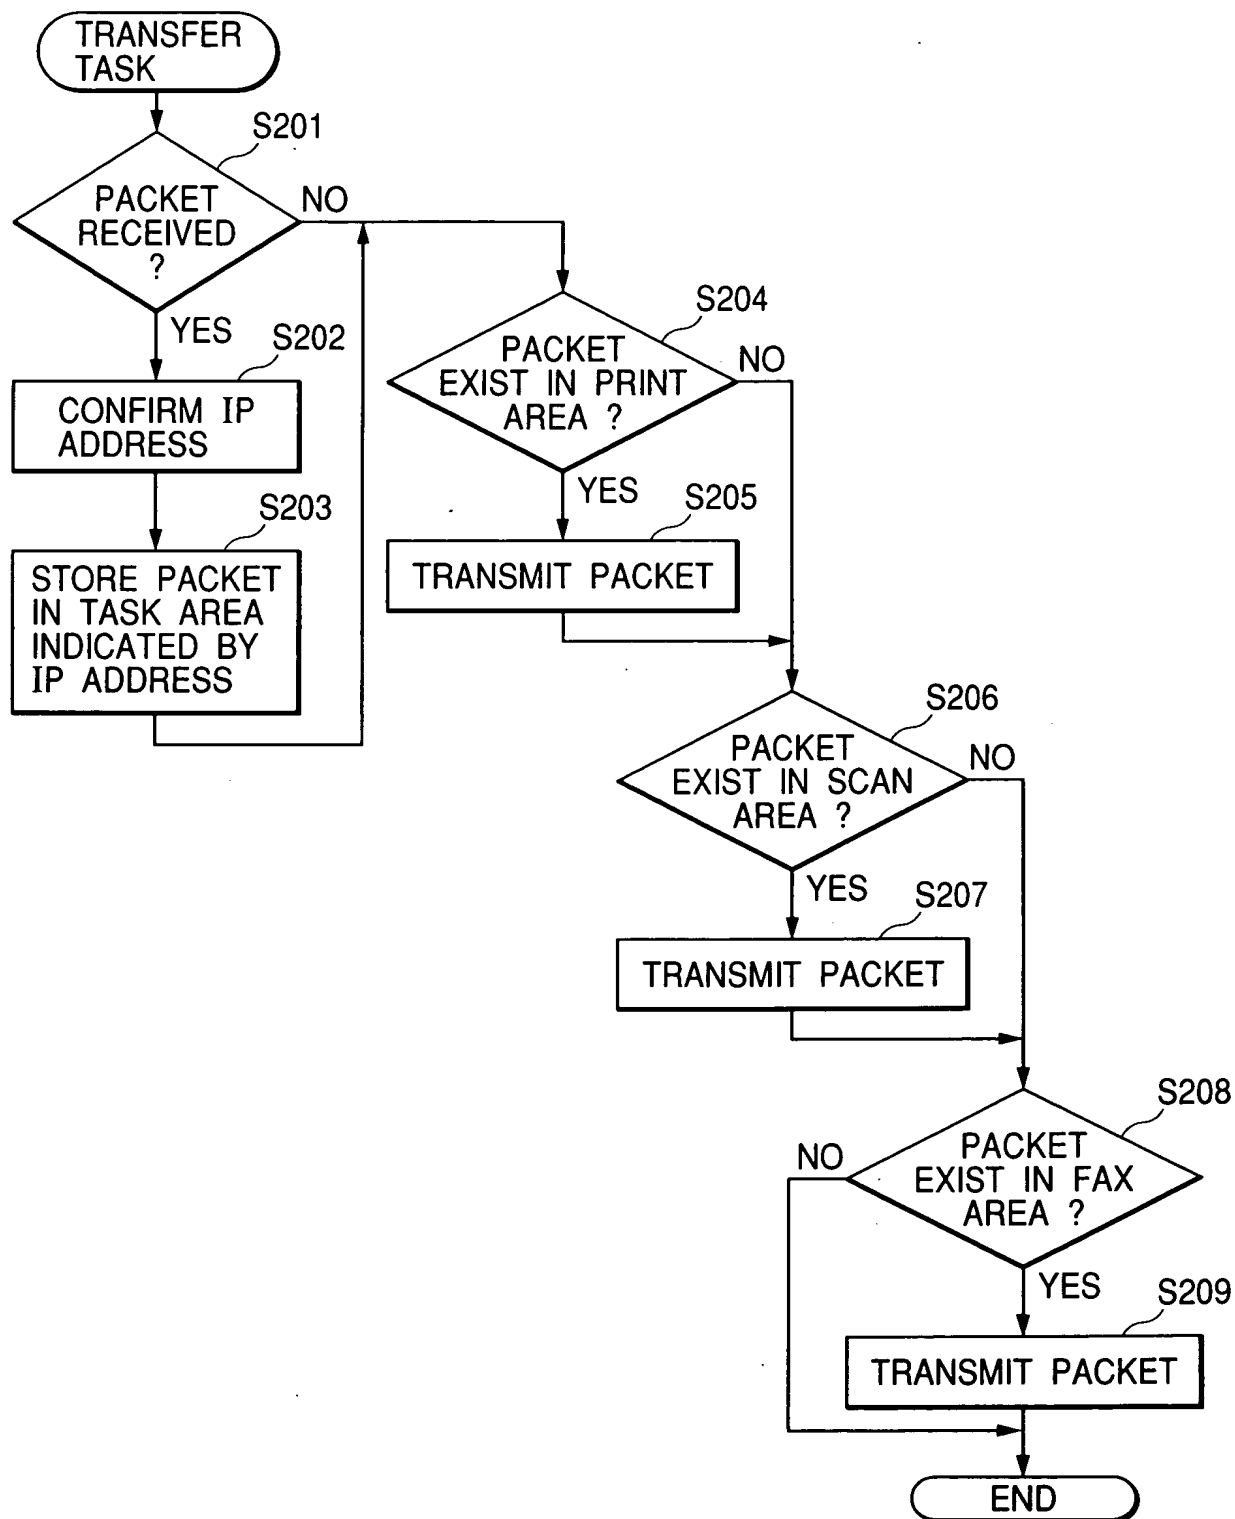 TRANSFER
TASK
S201
PACKET
RECEIVED
?
NO
YES
S202
CONFIRM IP
ADDRESS
S203
STORE PACKET
IN TASK AREA
INDICATED BY
IP ADDRESS
S204
PACKET
EXIST IN PRINT
AREA ?
NO
YES
S205
TRANSMIT PACKET
S206
PACKET
EXIST IN SCAN
AREA ?
NO
YES
S207
TRANSMIT PACKET
S208
PACKET
EXIST IN FAX
AREA ?
NO
YES
S209
TRANSMIT PACKET
END